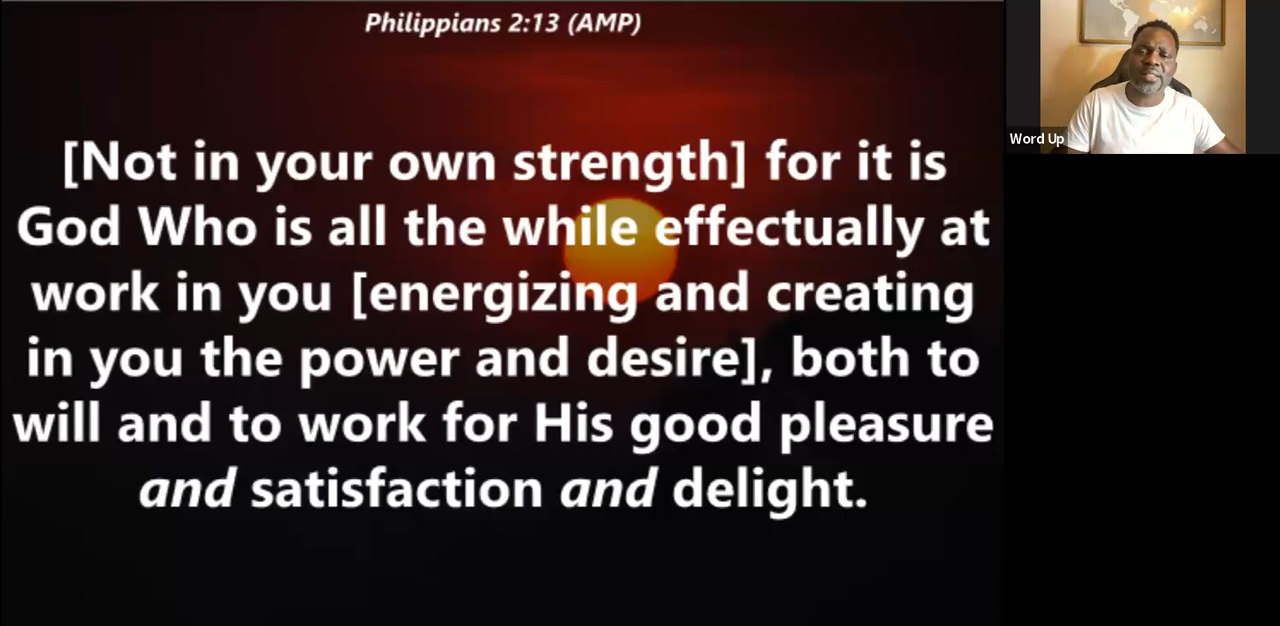 Philippians 2:13 (AMP)
[Not in your own strength] for it is
God Who is all the while effectually at
work in you [energizing and creating
in you the power and desire], both to
will and to work for His good pleasure
and satisfaction and delight.
Word Up